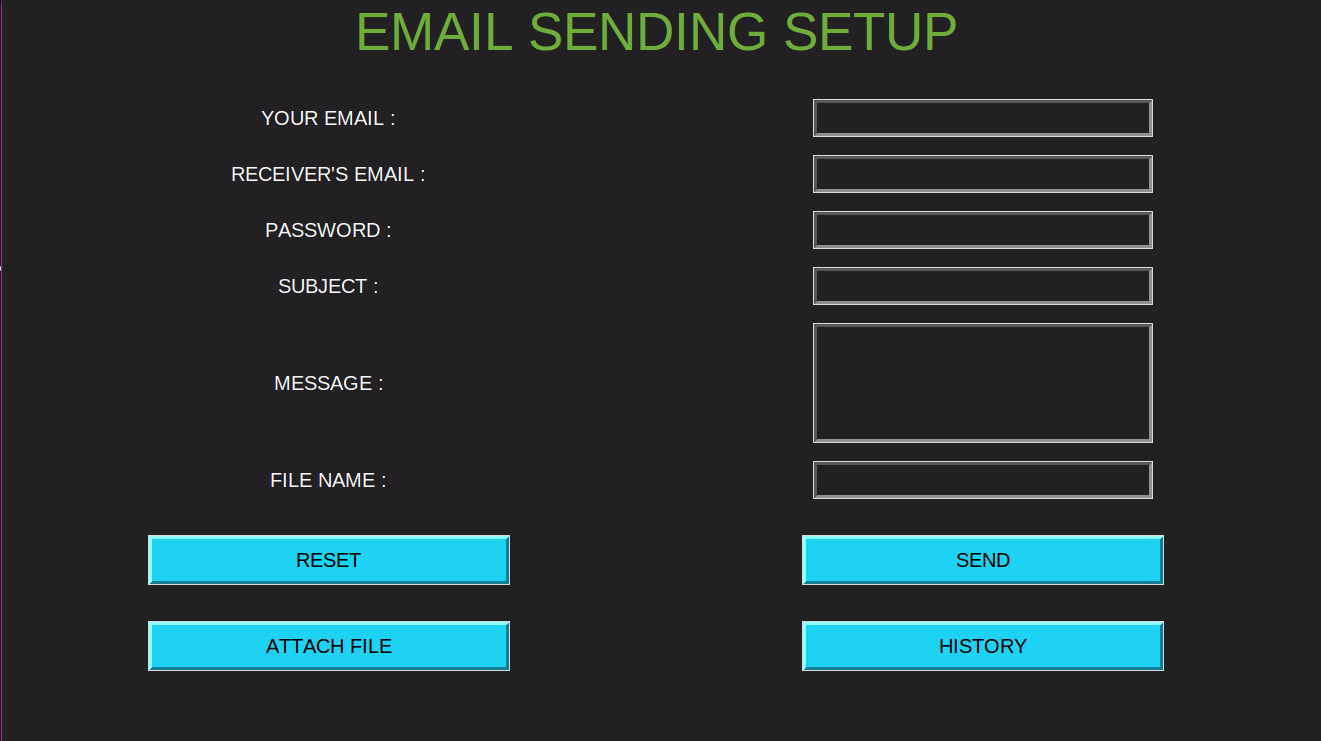 EMAIL SENDING SETUP
YOUR EMAIL :
RECEIVER'S EMAIL :
PASSWORD :
SUBJECT :
MESSAGE :
FILE NAME :
RESET
SEND
ATTACH FILE
HISTORY